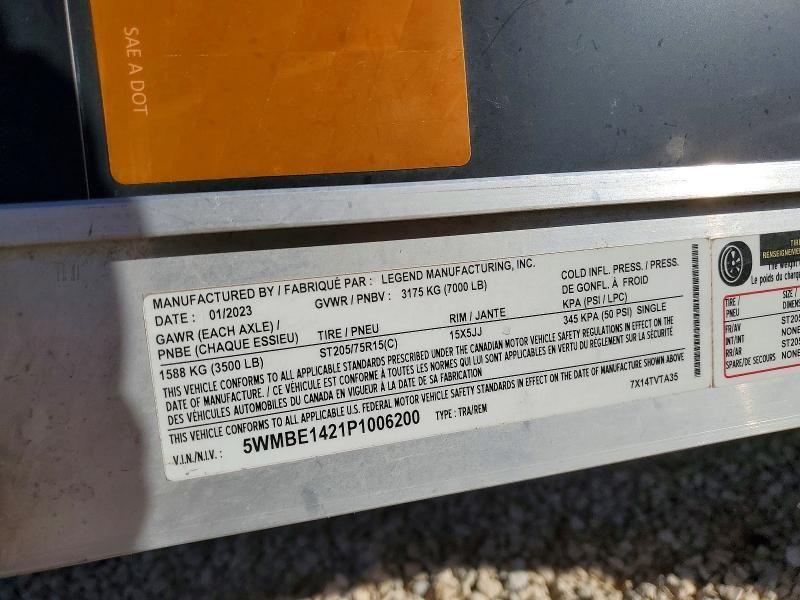 SAE A DOT
MANUFACTURED BY / FABRIQUÉ PAR : LEGEND MANUFACTURING, INC.
DATE : 01/2023 GVWR / PNBV : 3175 KG (7000 LB)
COLD INFL. PRESS. / PRESS.
DE GONFL. À FROID
GAWR (EACH AXLE) / TIRE / PNEU RIM / JANTE KPA (PSI / LPC)
PNBE (CHAQUE ESSIEU) ST205/75R15(C) 15X5JJ 345 KPA (50 PSI) SINGLE
1588 KG (3500 LB)
THIS VEHICLE CONFORMS TO ALL APPLICABLE STANDARDS PRESCRIBED UNDER THE CANADIAN MOTOR VEHICLE SAFETY REGULATIONS IN EFFECT ON THE
DATE OF MANUFACTURE. / CE VÉHICULE EST CONFORME À TOUTES LES NORMES QUI LUI SONT APPLICABLES EN VERTU DU RÈGLEMENT SUR LA SÉCURITÉ
DES VÉHICULES AUTOMOBILES DU CANADA EN VIGUEUR À LA DATE DE SA FABRICATION
THIS VEHICLE CONFORMS TO ALL APPLICABLE U.S. FEDERAL MOTOR VEHICLE SAFETY STANDARDS IN EFFECT ON THE DATE OF MANUFACTURE SHOWN ABOVE
V.I.N./N.I.V. : 5WMBE1421P1006200 TYPE : TRA/REM 7X14TVTA35
TIRE
RENSEIGNEMENT
The weight
Le poids du
TIRE / SIZE /
PNEU DIMENS
FR/AV ST205
INT/INT NONE
RR/AR ST205
SPARE/DE SECOURS NONE